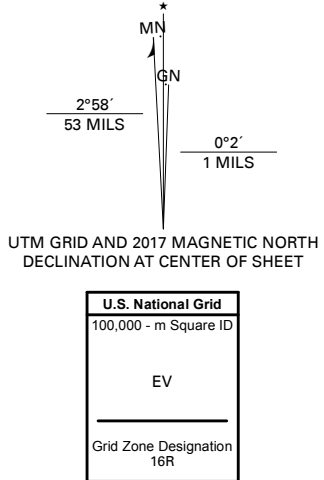 MN
GN
2°58´
53 MILS
0°2´
1 MILS
UTM GRID AND 2017 MAGNETIC NORTH
DECLINATION AT CENTER OF SHEET
U.S. National Grid
100,000 - m Square ID
EV
Grid Zone Designation
16R